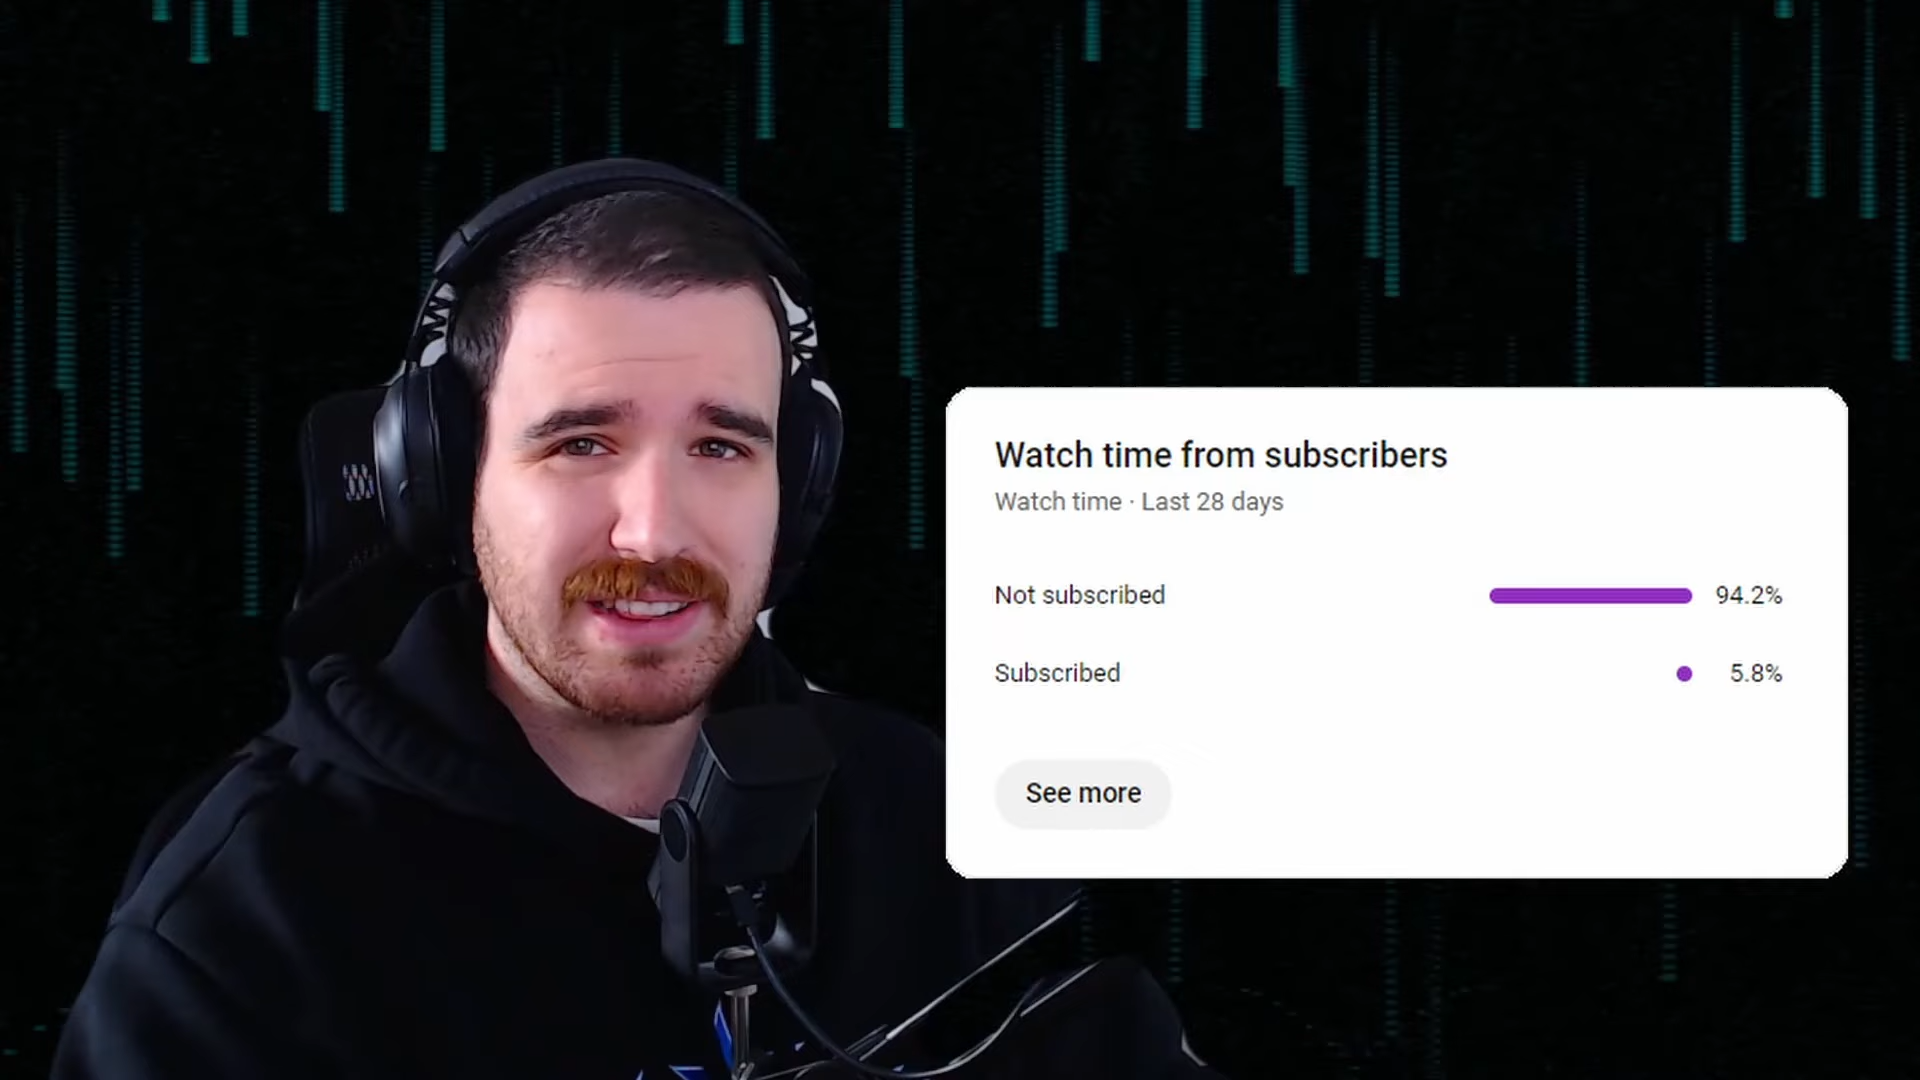 Watch time from subscribers
Watch time · Last 28 days
Not subscribed 94.2%
Subscribed 5.8%
See more